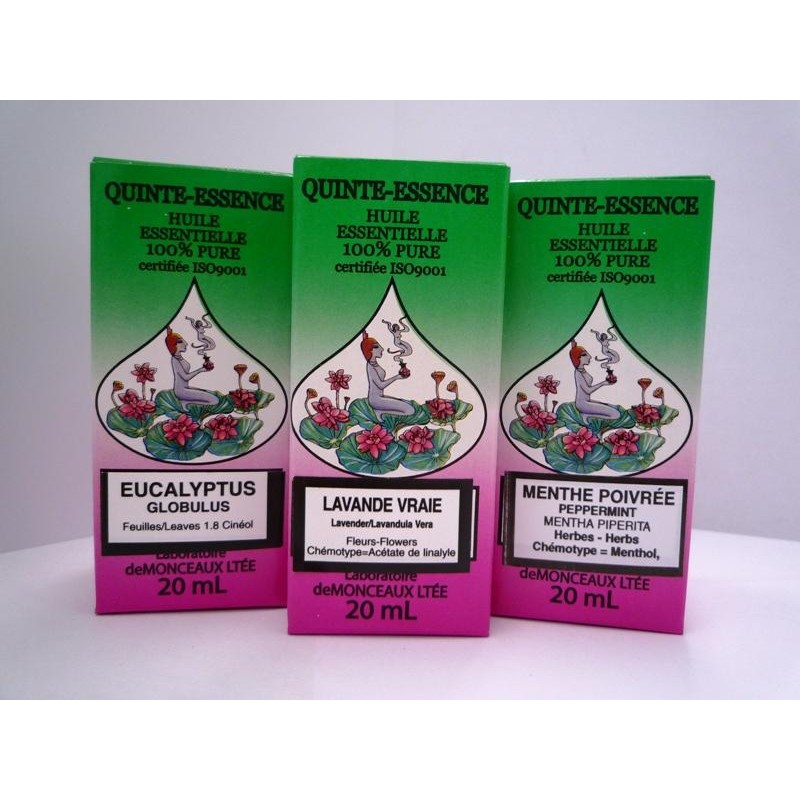 QUINTE-ESSENCE
HUILE
ESSENTIELLE
100% PURE
certifiée ISO9001
EUCALYPTUS
GLOBULUS
Feuilles/Leaves 1.8 Cinéol
Laboratoire
deMONCEAUX LTÉE
20 mL
QUINTE-ESSENCE
HUILE
ESSENTIELLE
100% PURE
certifiée ISO9001
LAVANDE VRAIE
Lavender/Lavandula Vera
Fleurs-Flowers
Chémotype=Acétate de linalyle
Laboratoire
deMONCEAUX LTÉE
20 mL
QUINTE-ESSENCE
HUILE
ESSENTIELLE
100% PURE
certifiée ISO9001
MENTHE POIVRÉE
PEPPERMINT
MENTHA PIPERITA
Herbes - Herbs
Chémotype = Menthol,
deMONCEAUX LTÉE
20 mL